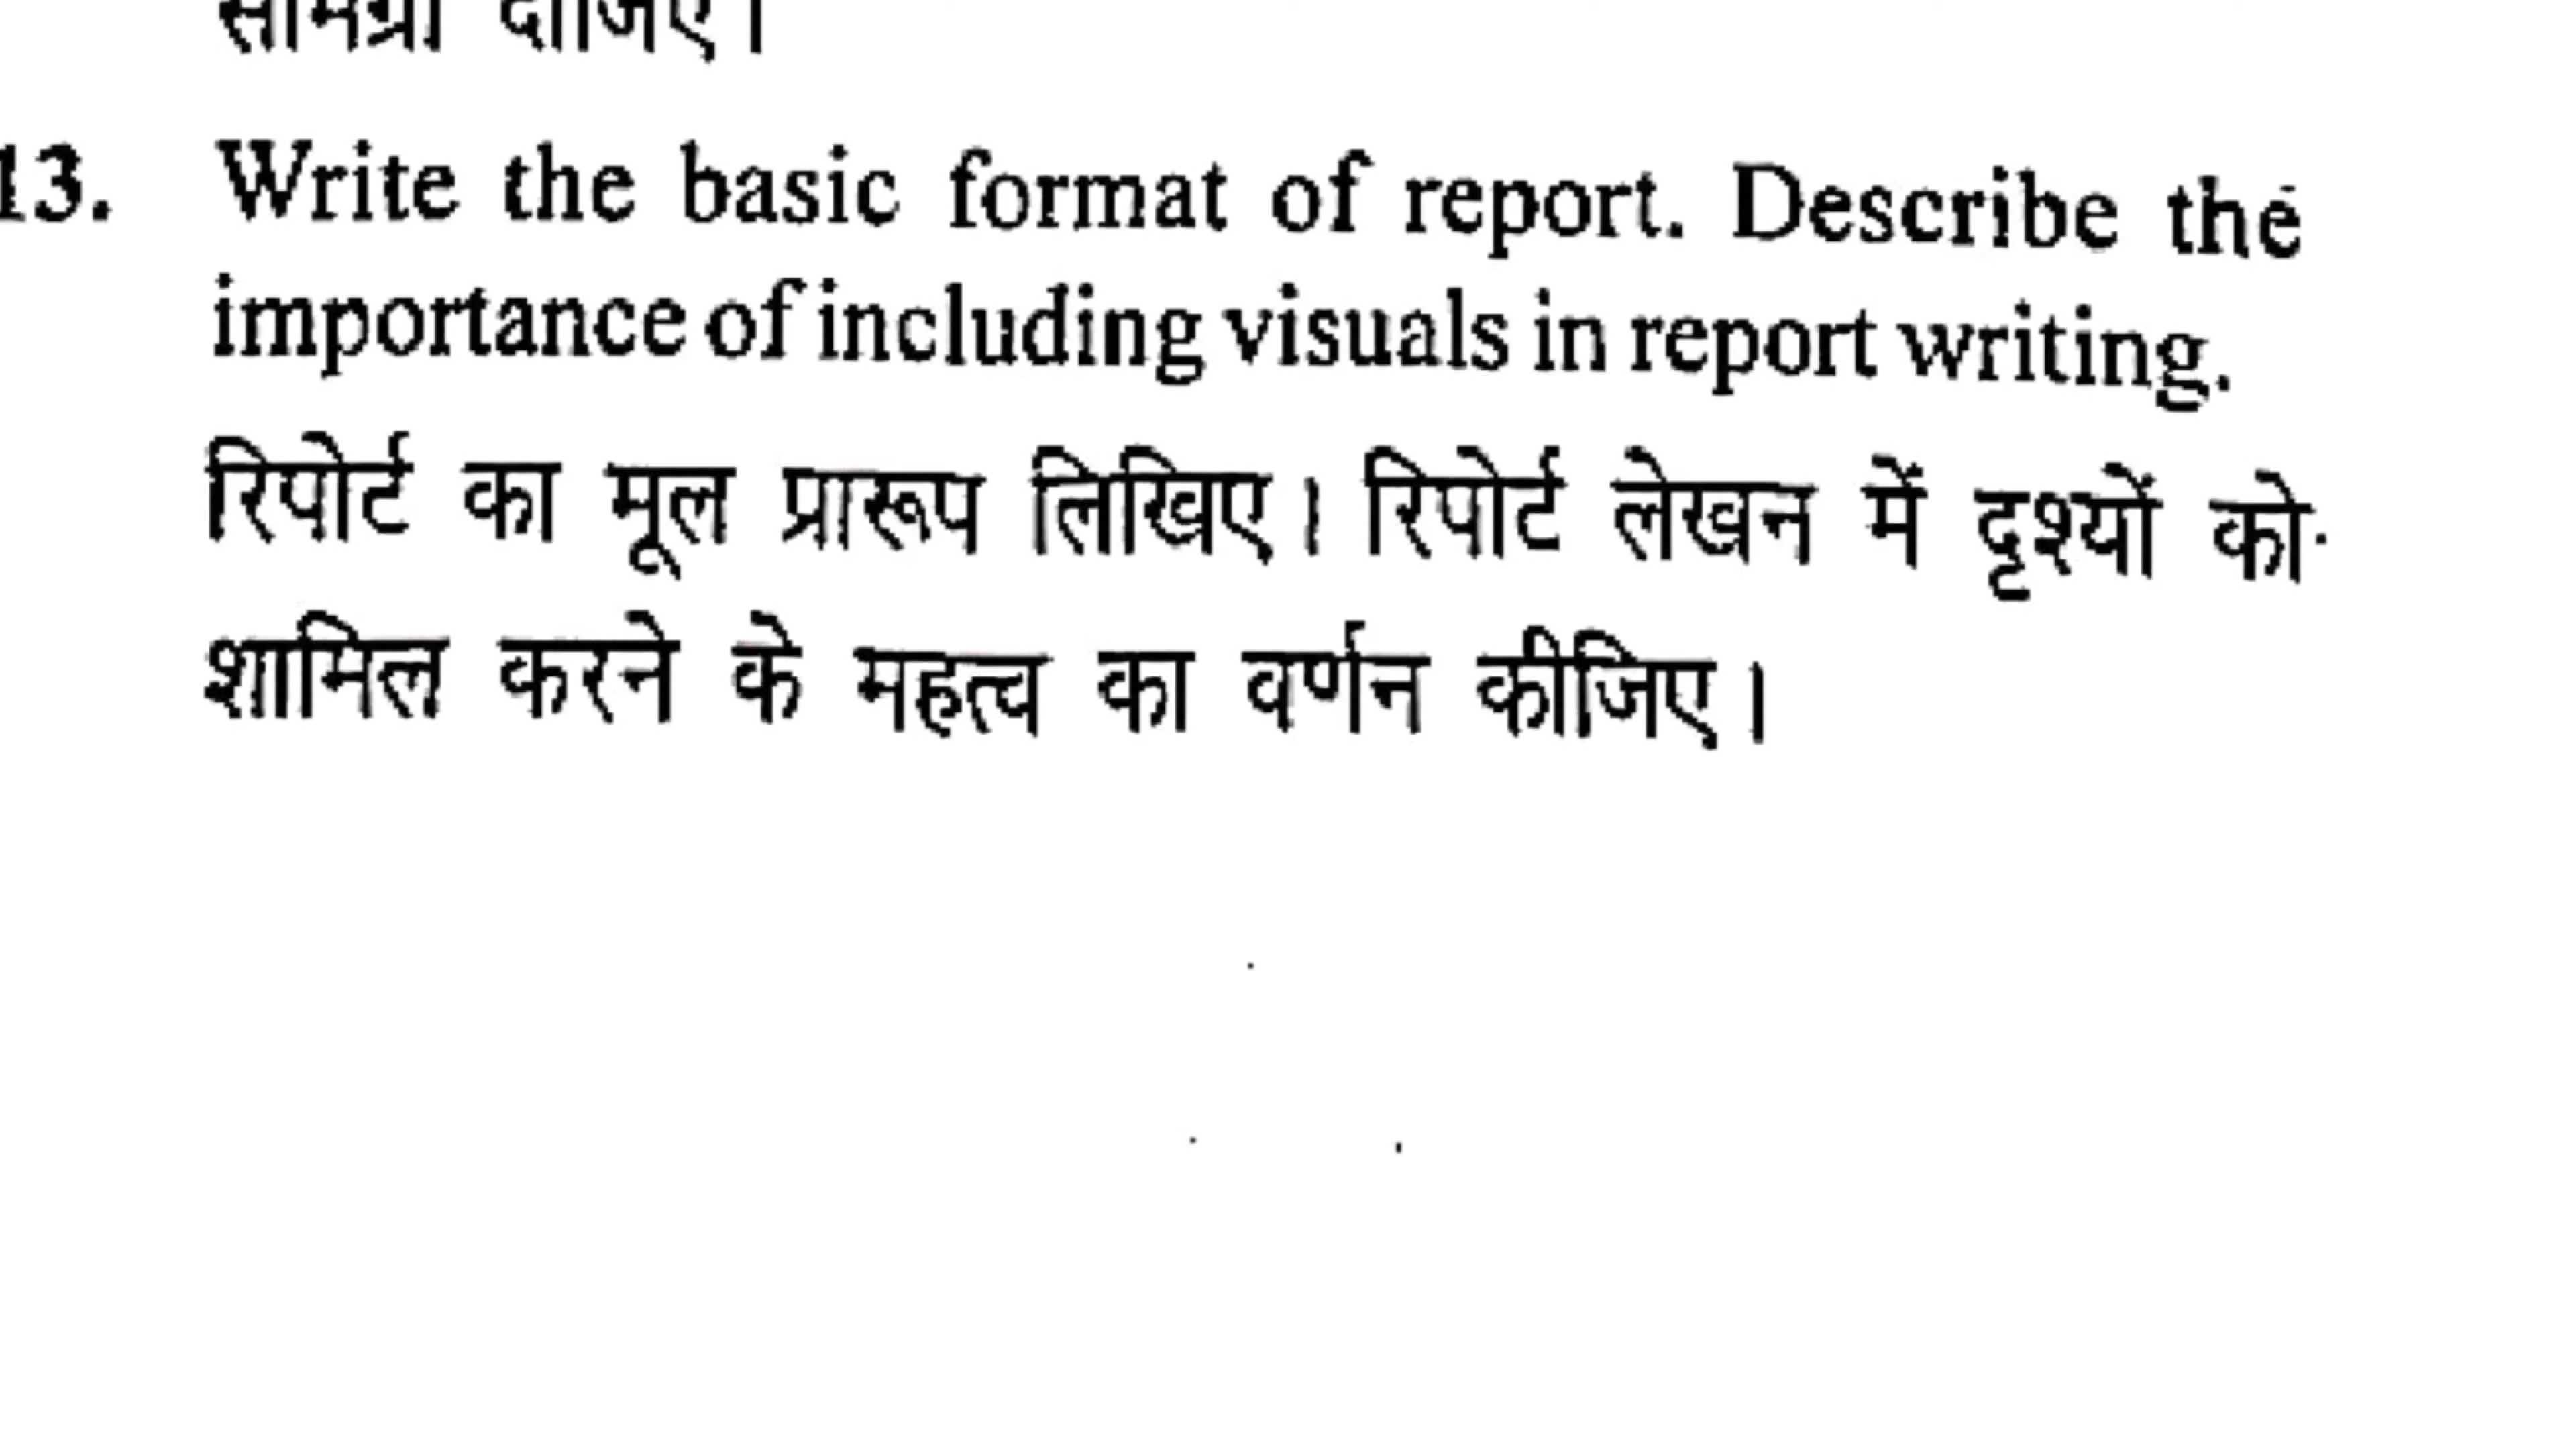 सामग्री दीजिए।
13. Write the basic format of report. Describe the
importance of including visuals in report writing.
रिपोर्ट का मूल प्रारूप लिखिए। रिपोर्ट लेखन में दृश्यों को
शामिल करने के महत्व का वर्णन कीजिए।